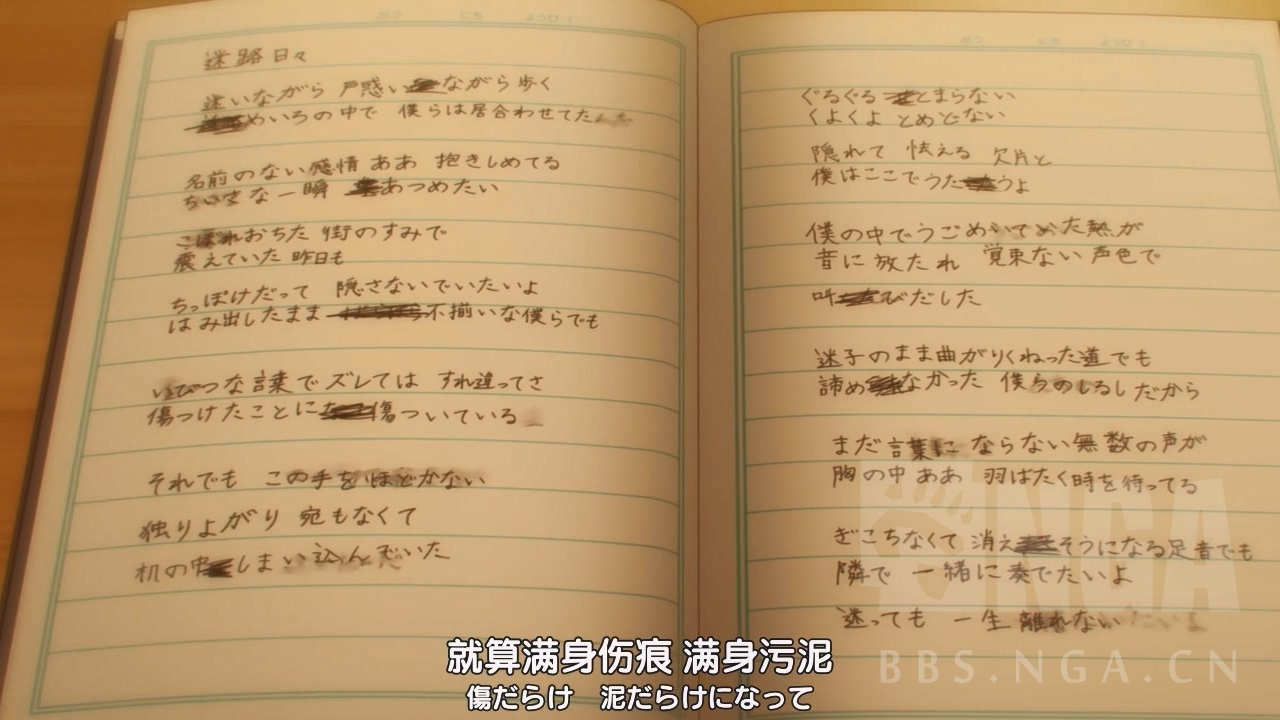 迷路日々
迷いながら 戸惑いながら歩く
めいろの中で 僕らは居合わせてた
名前のない感情 ああ 抱きしめてる
ちいさな一瞬 あつめたい
こぼれおちた 街のすみで
震えていた 昨日も
ちっぽけだって 隠さないでいたいよ
はみ出したまま 不揃いな僕らでも
いびつな言葉でズレては すれ違ってさ
傷つけたことに傷ついている
それでも この手をほどかない
独りよがり 宛もなくて
机の中しまい込んでいた
ぐるぐる とまらない
くよくよ とめどない
隠れて 怯える 欠片と
僕はここでうたうよ
僕の中でうごめいてた熱が
音に放たれ 覚束ない声色で
叫びだした
迷子のまま曲がりくねった道でも
諦めなかった 僕らのしるしだから
まだ言葉にならない無数の声が
胸の中ああ 羽ばたく時を待ってる
ぎこちなくて 消えそうになる足音でも
隣で 一緒に奏でたいよ
迷っても 一生 離れない
NGA
BBS.NGA.CN
就算满身伤痕 满身污泥
傷だらけ 泥だらけになって